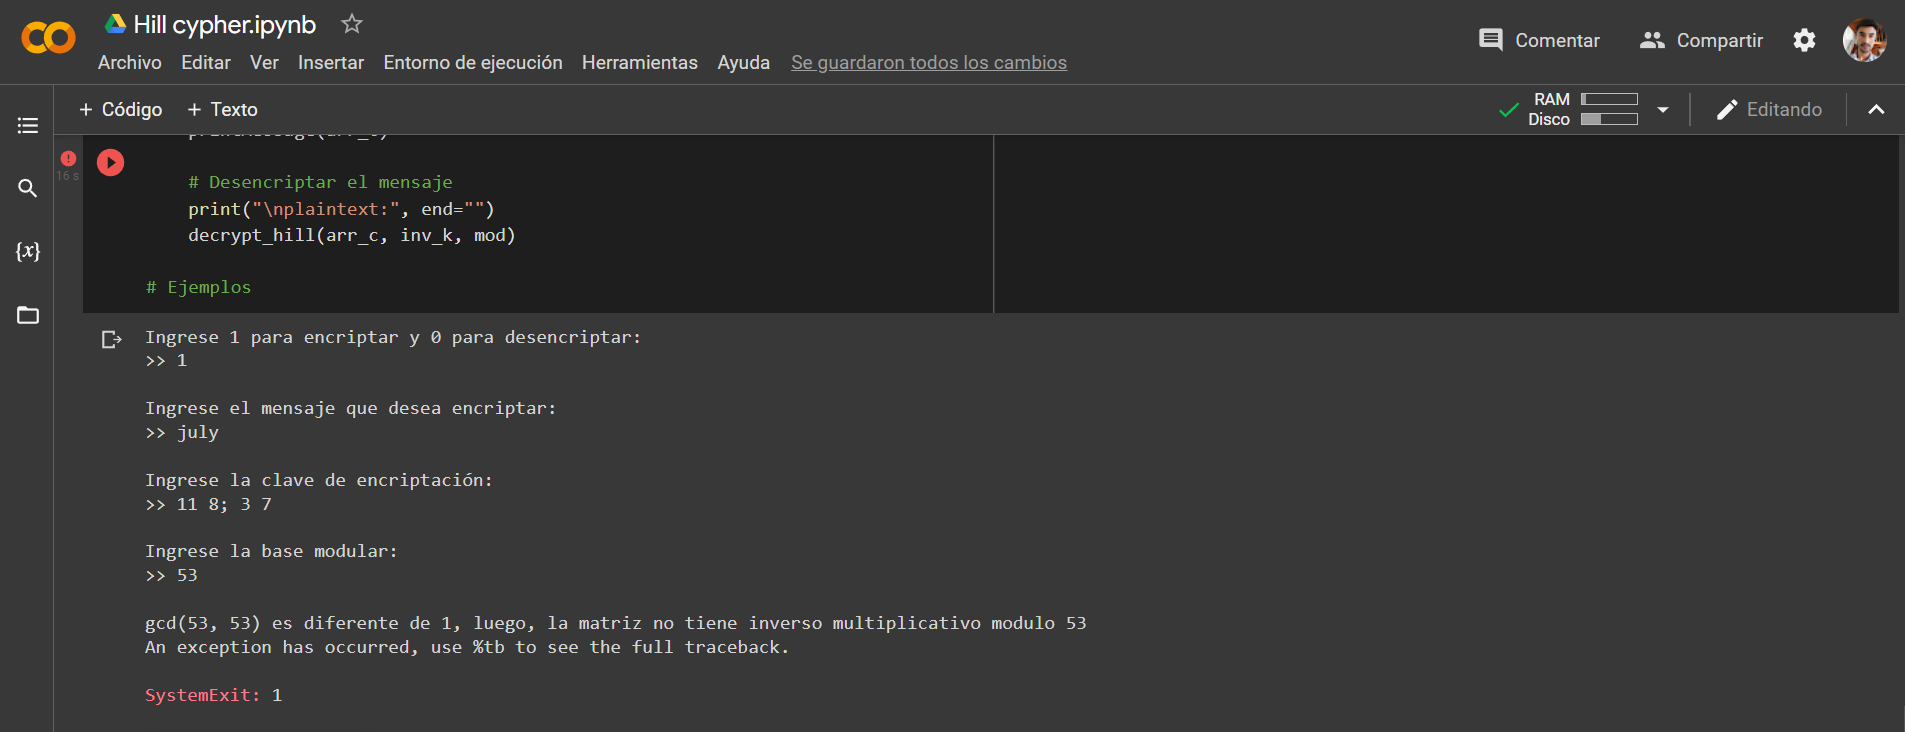 Hill cypher.ipynb
Archivo Editar Ver Insertar Entorno de ejecución Herramientas Ayuda Se guardaron todos los cambios
Comentar Compartir
+ Código + Texto
RAM
Disco
Editando
16 s
# Desencriptar el mensaje
print("\nplaintext:", end="")
decrypt_hill(arr_c, inv_k, mod)
# Ejemplos
{x}
Ingrese 1 para encriptar y 0 para desencriptar:
>> 1
Ingrese el mensaje que desea encriptar:
>> july
Ingrese la clave de encriptación:
>> 11 8; 3 7
Ingrese la base modular:
>> 53
gcd(53, 53) es diferente de 1, luego, la matriz no tiene inverso multiplicativo modulo 53
An exception has occurred, use %tb to see the full traceback.
SystemExit: 1